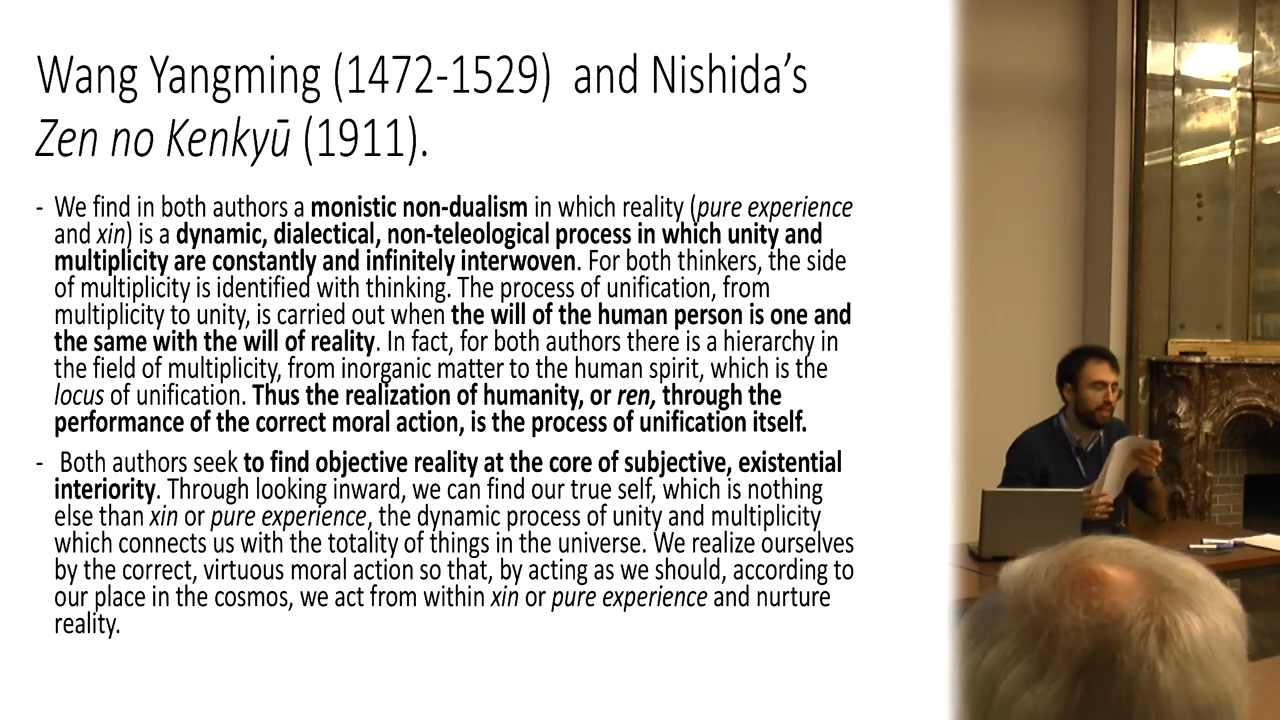 Wang Yangming (1472-1529)  and Nishida’s
Zen no Kenkyū (1911).
- We find in both authors a monistic non-dualism in which reality (pure experience
and xin) is a dynamic, dialectical, non-teleological process in which unity and
multiplicity are constantly and infinitely interwoven. For both thinkers, the side
of multiplicity is identified with thinking. The process of unification, from
multiplicity to unity, is carried out when the will of the human person is one and
the same with the will of reality. In fact, for both authors there is a hierarchy in
the field of multiplicity, from inorganic matter to the human spirit, which is the
locus of unification. Thus the realization of humanity, or ren, through the
performance of the correct moral action, is the process of unification itself.
- Both authors seek to find objective reality at the core of subjective, existential
interiority. Through looking inward, we can find our true self, which is nothing
else than xin or pure experience, the dynamic process of unity and multiplicity
which connects us with the totality of things in the universe. We realize ourselves
by the correct, virtuous moral action so that, by acting as we should, according to
our place in the cosmos, we act from within xin or pure experience and nurture
reality.